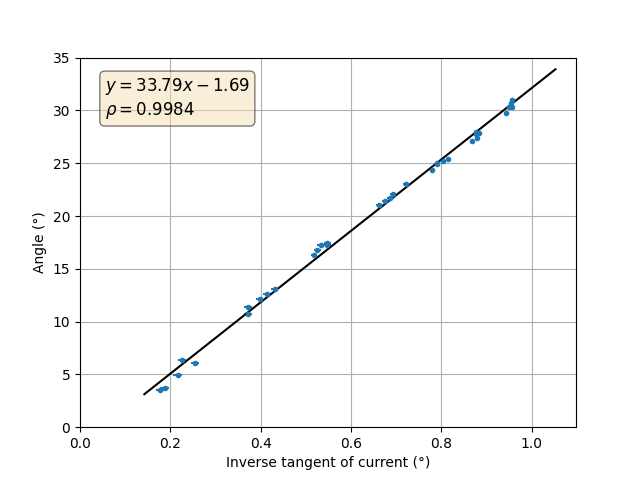 y = 33.79x − 1.69
ρ = 0.9984
35
30
25
20
15
10
5
0
Angle (°)
0.0 0.2 0.4 0.6 0.8 1.0
Inverse tangent of current (°)